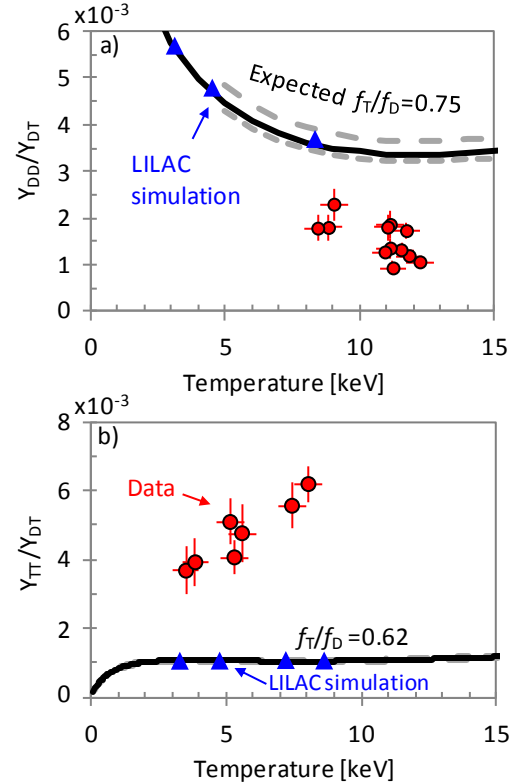 6 x10⁻³
a)
5
Expected fT/fD=0.75
4
LILAC
simulation
3
2
1
0
YDD/YDT
0 5 10 15
Temperature [keV]
8 x10⁻³
b)
Data
6
4
fT/fD=0.62
2
LILAC simulation
0
YTT/YDT
0 5 10 15
Temperature [keV]